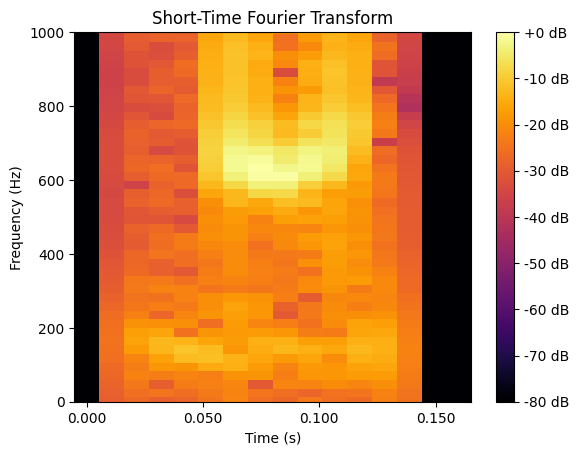 Short-Time Fourier Transform
1000
800
600
400
200
0
Frequency (Hz)
0.000
0.050
0.100
0.150
Time (s)
+0 dB
-10 dB
-20 dB
-30 dB
-40 dB
-50 dB
-60 dB
-70 dB
-80 dB